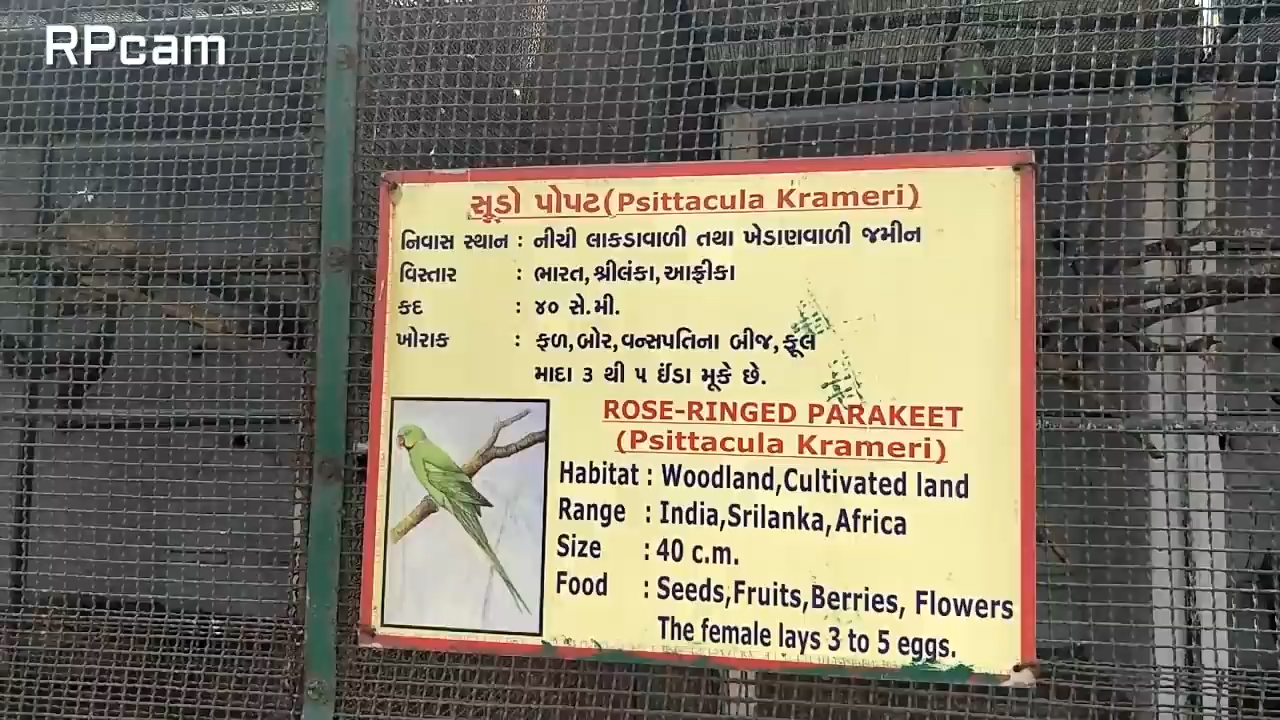 RPcam
સૂડો પોપટ(Psittacula Krameri)
નિવાસ સ્થાન : નીચી લાકડાવાળી તથા ખેડાણવાળી જમીન
વિસ્તાર : ભારત,શ્રીલંકા,આફ્રીકા
કદ : ૪૦ સે.મી.
ખોરાક : ફળ,બોર,વન્સપતિના બીજ,ફૂલ
માદા ૩ થી ૫ ઈંડા મૂકે છે.
ROSE-RINGED PARAKEET
(Psittacula Krameri)
Habitat : Woodland,Cultivated land
Range : India,Srilanka,Africa
Size : 40 c.m.
Food : Seeds,Fruits,Berries, Flowers
The female lays 3 to 5 eggs.